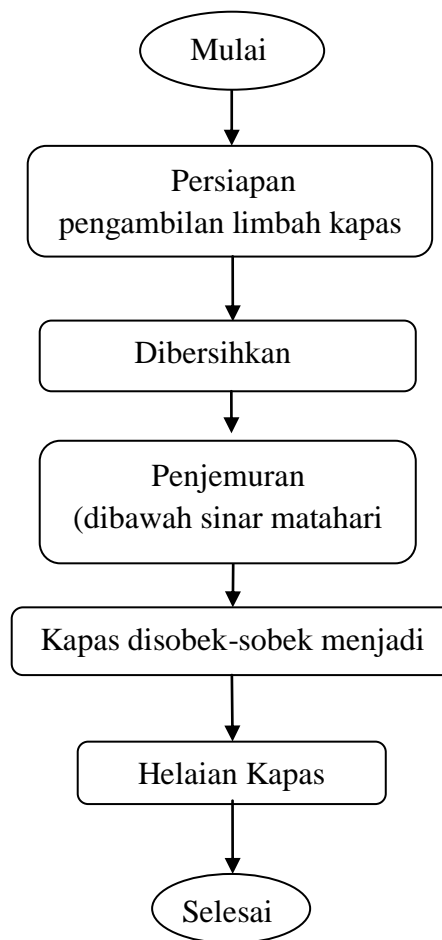 Mulai
Persiapan
pengambilan limbah kapas
Dibersihkan
Penjemuran
(dibawah sinar matahari
Kapas disobek-sobek menjadi
Helaian Kapas
Selesai